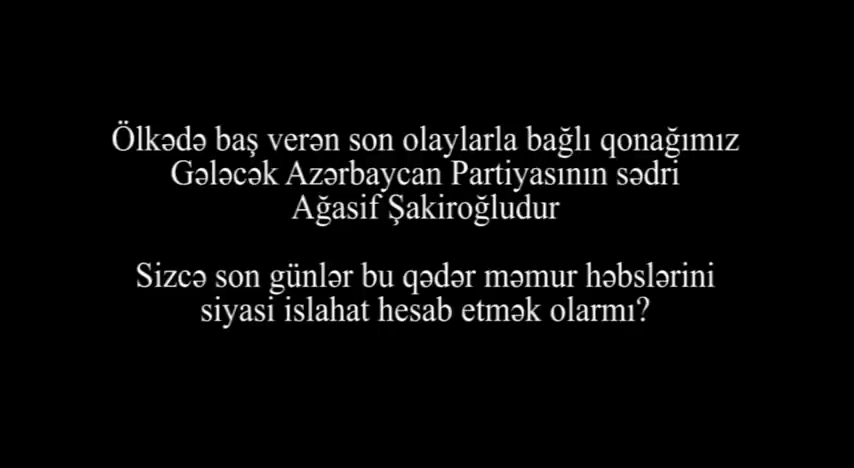 Ölkədə baş verən son olaylarla bağlı qonağımız
Gələcək Azərbaycan Partiyasının sədri
Ağasif Şakiroğludur
Sizcə son günlər bu qədər məmur həbslərini
siyasi islahat hesab etmək olarmı?